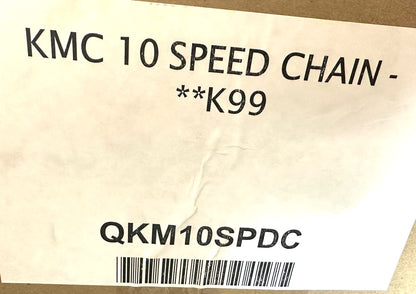 KMC 10 SPEED CHAIN -
**K99
QKM10SPDC